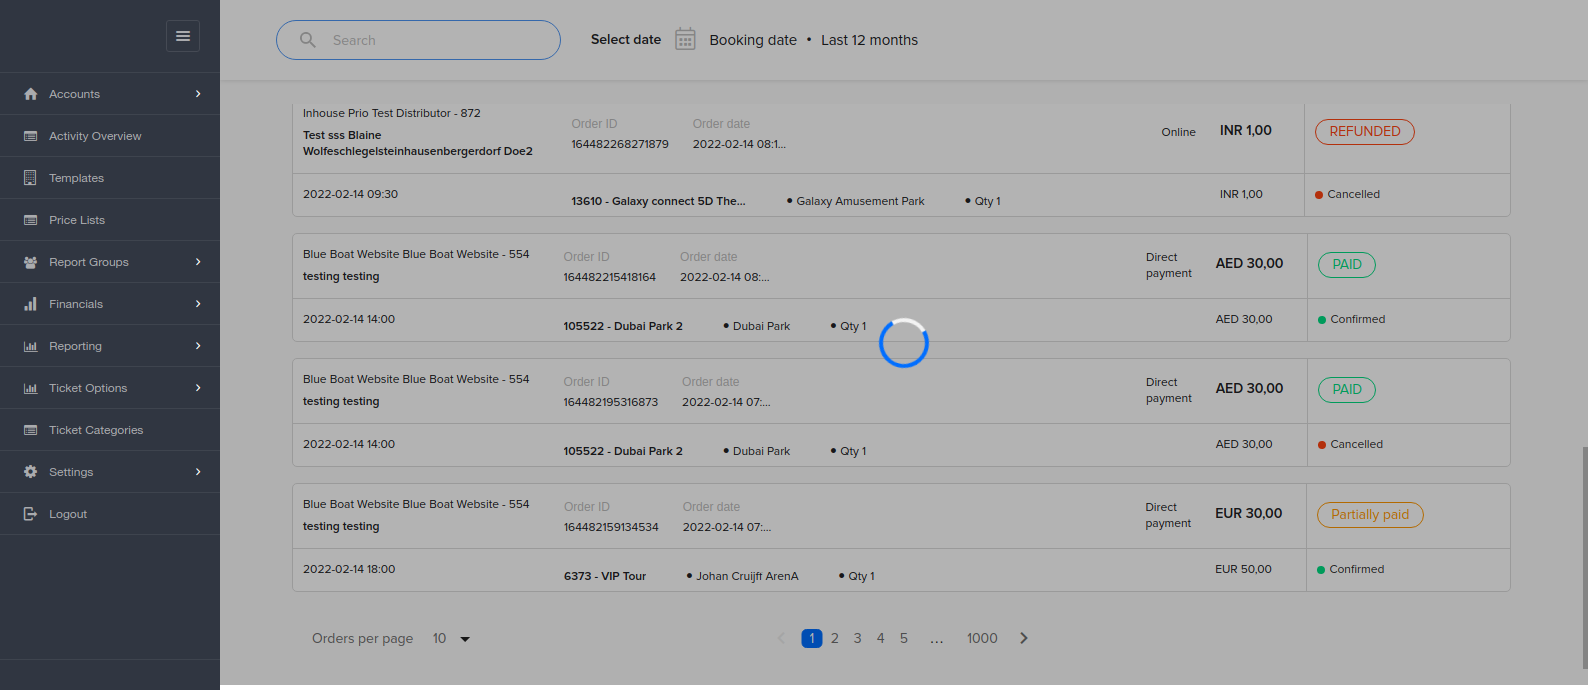 Search
Select date
Booking date • Last 12 months
Accounts
Activity Overview
Templates
Price Lists
Report Groups
Financials
Reporting
Ticket Options
Ticket Categories
Settings
Logout
Inhouse Prio Test Distributor - 872
Test sss Blaine
Wolfeschlegelsteinhausenbergerdorf Doe2
Order ID
164482268271879
Order date
2022-02-14 08:1...
Online
INR 1,00
REFUNDED
2022-02-14 09:30
13610 - Galaxy connect 5D The...
• Galaxy Amusement Park
• Qty 1
INR 1,00
Cancelled
Blue Boat Website Blue Boat Website - 554
testing testing
Order ID
164482215418164
Order date
2022-02-14 08:...
Direct
payment
AED 30,00
PAID
2022-02-14 14:00
105522 - Dubai Park 2
• Dubai Park
• Qty 1
AED 30,00
Confirmed
Blue Boat Website Blue Boat Website - 554
testing testing
Order ID
164482195316873
Order date
2022-02-14 07:...
Direct
payment
AED 30,00
PAID
2022-02-14 14:00
105522 - Dubai Park 2
• Dubai Park
• Qty 1
AED 30,00
Cancelled
Blue Boat Website Blue Boat Website - 554
testing testing
Order ID
164482159134534
Order date
2022-02-14 07:...
Direct
payment
EUR 30,00
Partially paid
2022-02-14 18:00
6373 - VIP Tour
• Johan Cruijff ArenA
• Qty 1
EUR 50,00
Confirmed
Orders per page 10
1 2 3 4 5 ... 1000